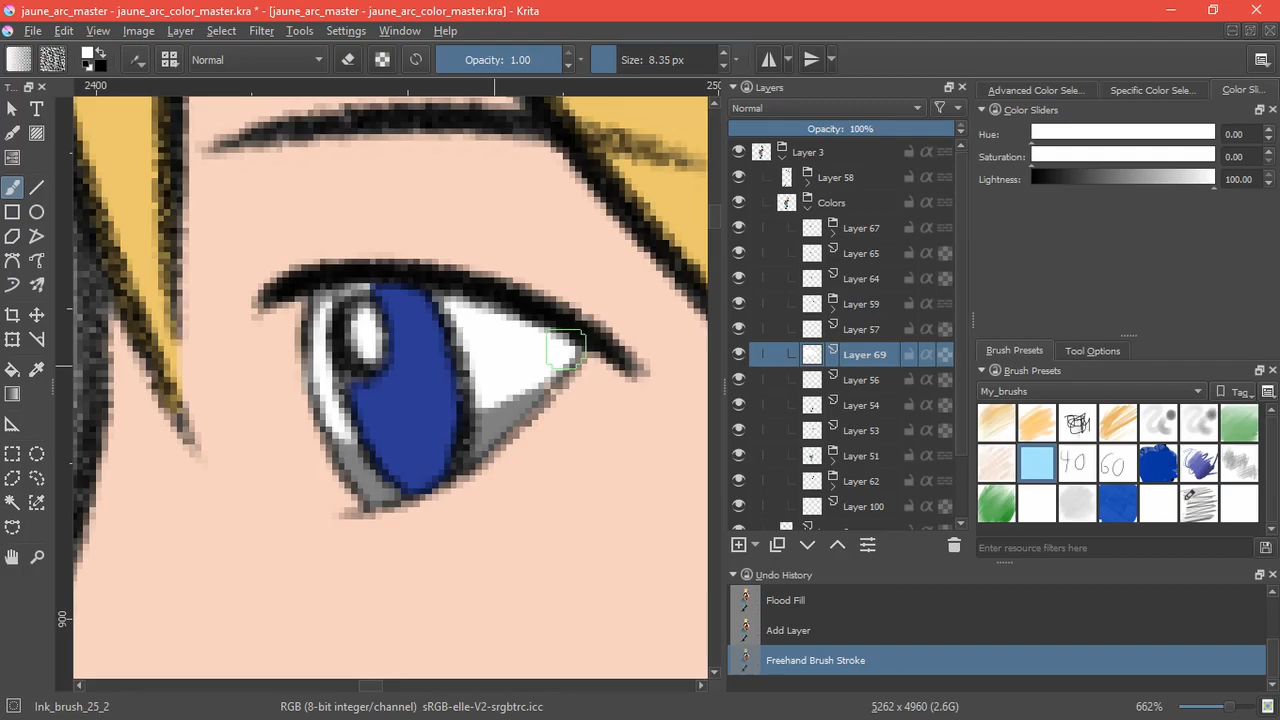 jaune_arc_master - jaune_arc_color_master.kra * - [jaune_arc_master - jaune_arc_color_master.kra] - Krita
File Edit View Image Layer Select Filter Tools Settings Window Help
Normal Opacity: 1.00 Size: 8.35 px
T...
2400
900
Layers
Normal
Opacity: 100%
Layer 3
Layer 58
Colors
Layer 67
Layer 65
Layer 64
Layer 59
Layer 57
Layer 69
Layer 56
Layer 54
Layer 53
Layer 51
Layer 62
Layer 100
Undo History
Flood Fill
Add Layer
Freehand Brush Stroke
Advanced Color Sele... Specific Color Sele... Color Sli...
Color Sliders
Hue: 0.00
Saturation: 0.00
Lightness: 100.00
Brush Presets Tool Options
Brush Presets
My_brushes Tag
40 60
Enter resource filters here
Ink_brush_25_2 RGB (8-bit integer/channel) sRGB-elle-V2-srgbtrc.icc 5262 x 4960 (2.6G) 662%